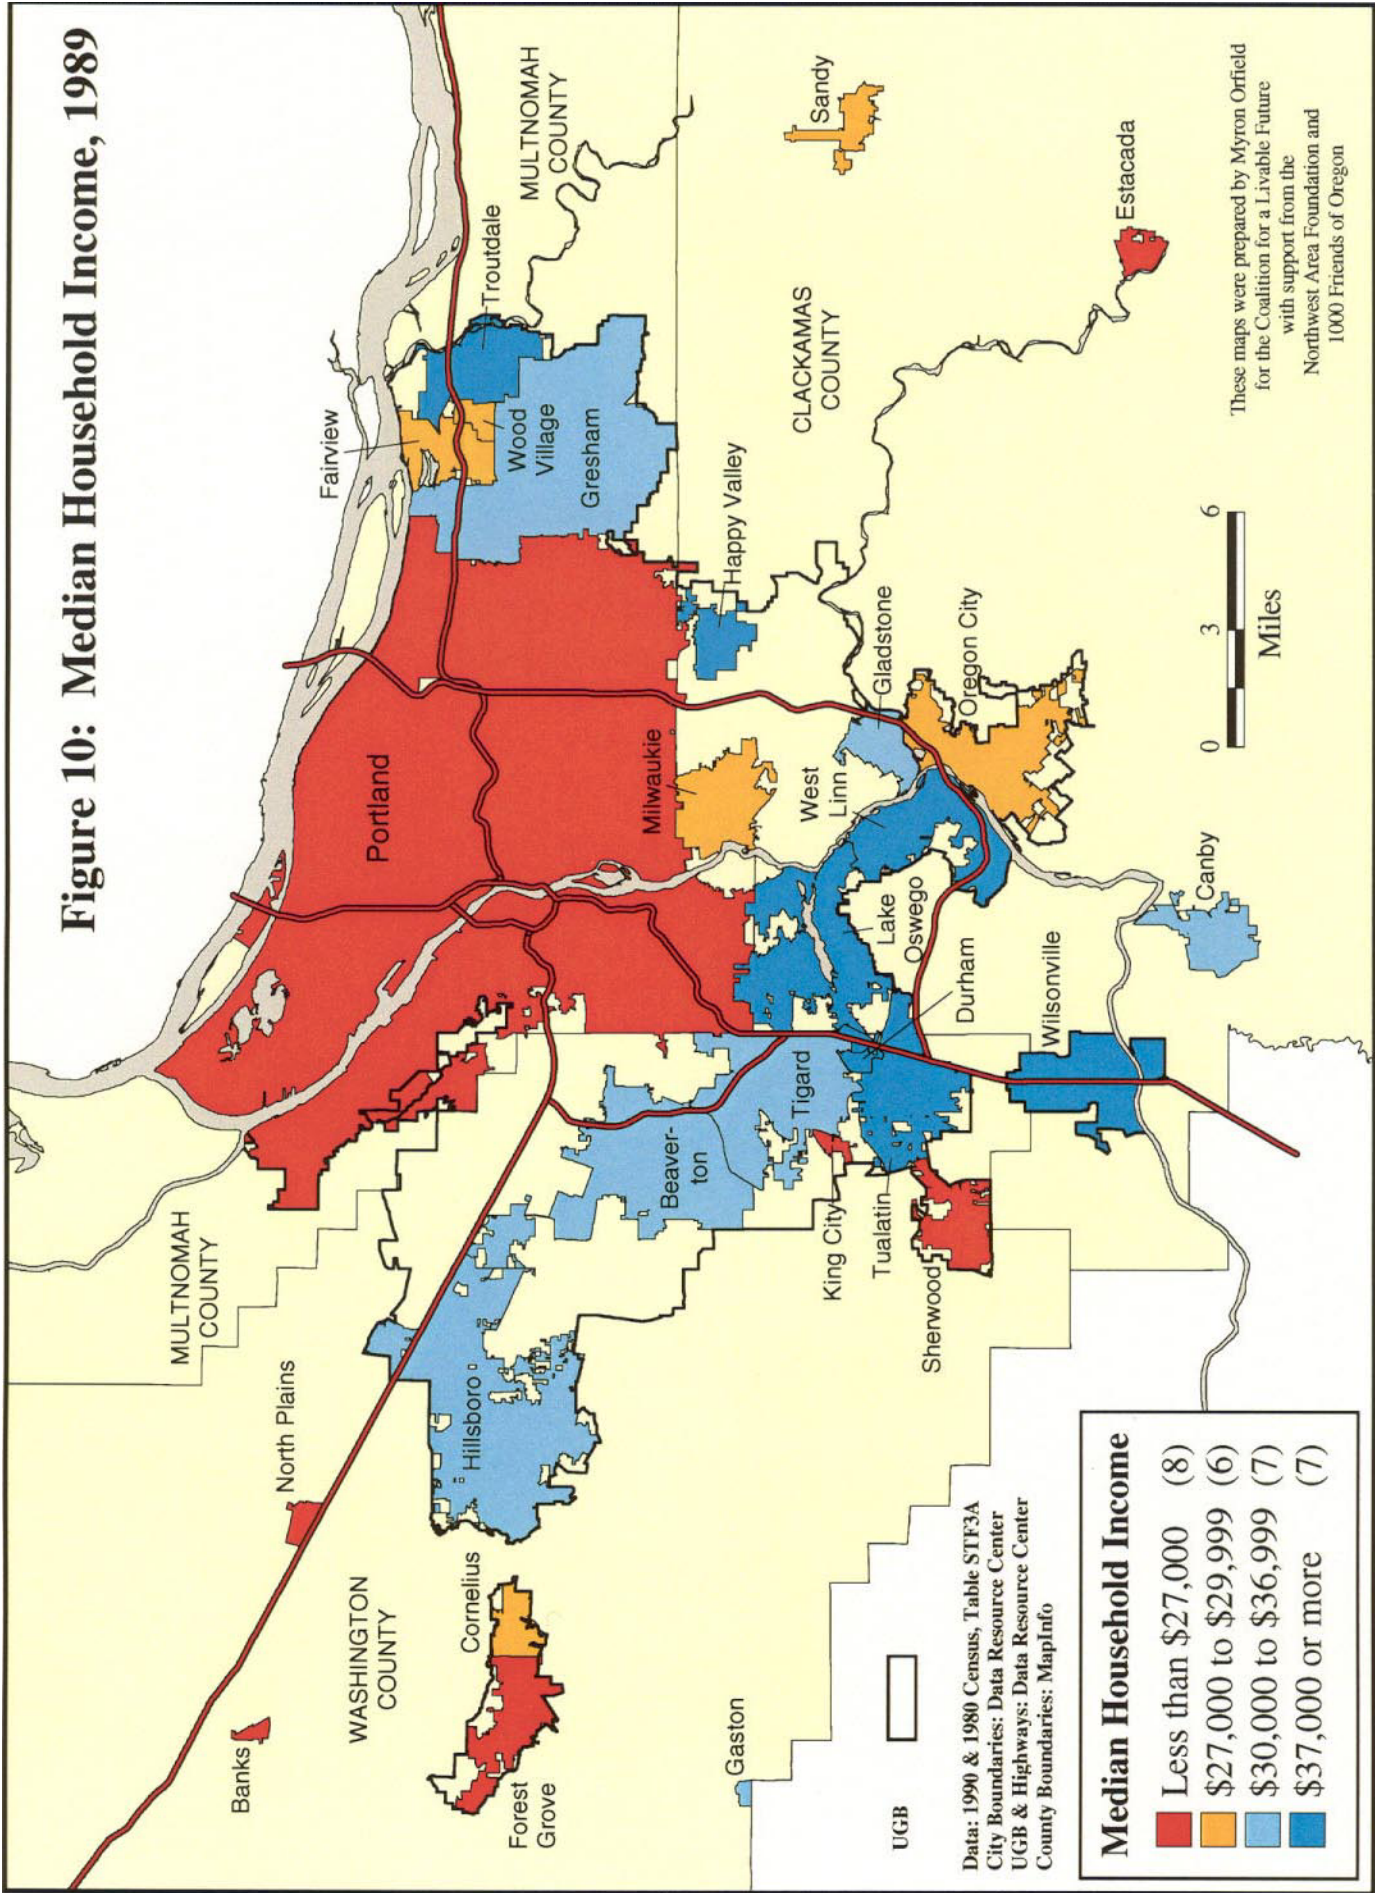 Figure 10: Median Household Income, 1989
MULTNOMAH
COUNTY
Fairview
Troutdale
MULTNOMAH
COUNTY
Portland
Wood
Village
Gresham
North Plains
Banks
WASHINGTON
COUNTY
Hillsboro
Cornelius
Forest
Grove
Beaver-
ton
Milwaukie
Happy Valley
Sandy
CLACKAMAS
COUNTY
Tigard
West
Linn
King City
Lake
Oswego
Gladstone
Tualatin
Durham
Oregon City
Sherwood
Wilsonville
Estacada
Gaston
Canby
UGB
Data: 1990 & 1980 Census, Table STF3A
City Boundaries: Data Resource Center
UGB & Highways: Data Resource Center
County Boundaries: MapInfo
Median Household Income
Less than $27,000 (8)
$27,000 to $29,999 (6)
$30,000 to $36,999 (7)
$37,000 or more (7)
0 3 6
Miles
These maps were prepared by Myron Orfield
for the Coalition for a Livable Future
with support from the
Northwest Area Foundation and
1000 Friends of Oregon